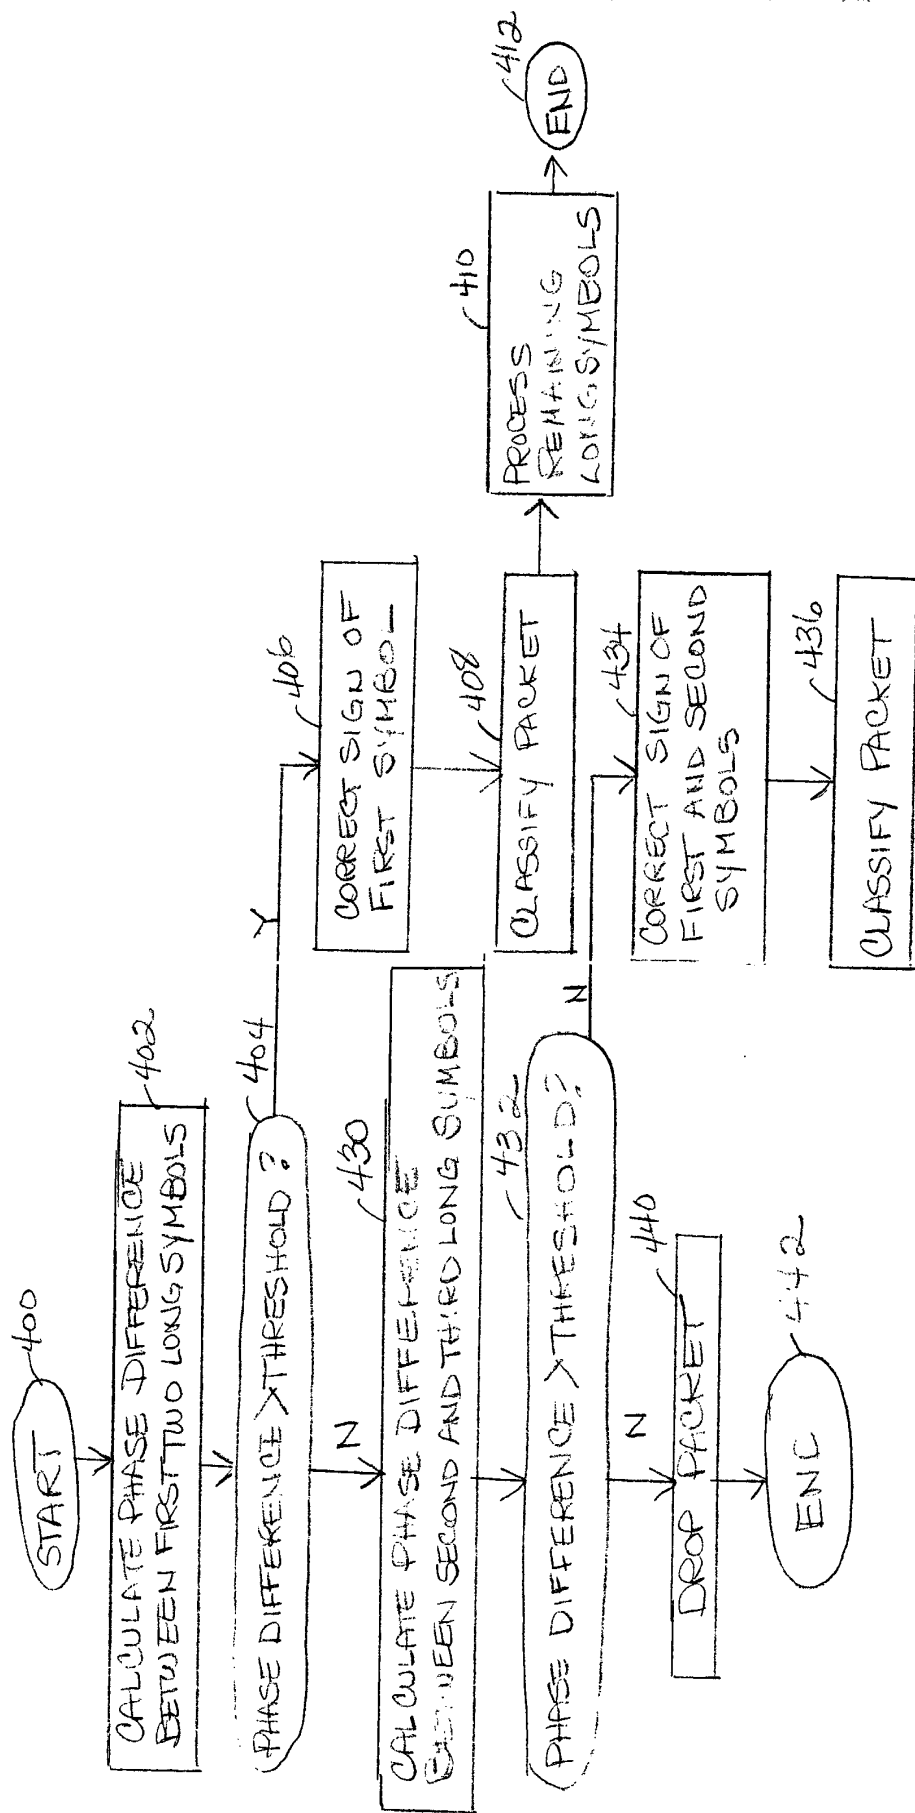 START
400
CALCULATE PHASE DIFFERENCE
BETWEEN FIRST TWO LONG SYMBOLS
402
PHASE DIFFERENCE >THRESHOLD ?
404
Y
N
CORRECT SIGN OF
FIRST SYMBOL
406
CLASSIFY PACKET
408
PROCESS
REMAINING
LONG SYMBOLS
410
END
412
CALCULATE PHASE DIFFERENCE
BETWEEN SECOND AND THIRD LONG SUMBOLS
430
PHASE DIFFERENCE >THRESHOLD?
432
N
N
CORRECT SIGN OF
FIRST AND SECOND
SYMBOLS
434
CLASSIFY PACKET
436
DROP PACKET
440
END
442